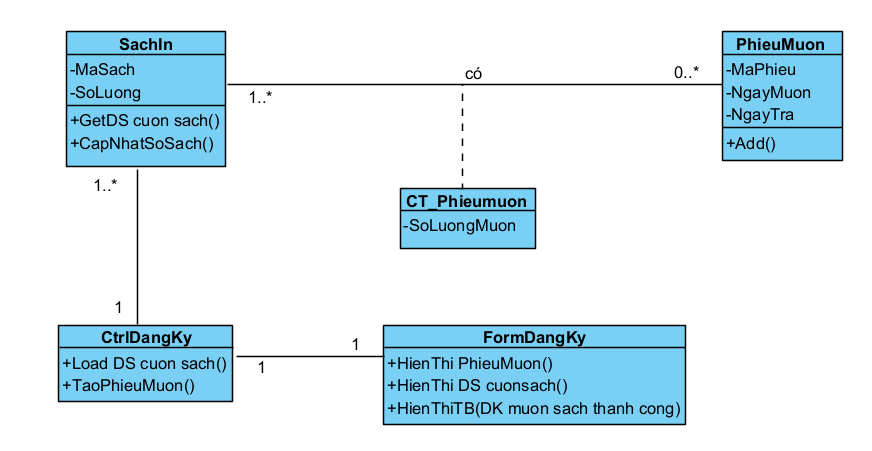 SachIn
-MaSach
-SoLuong
+GetDS cuon sach()
+CapNhatSoSach()
1..*
có
0..*
PhieuMuon
-MaPhieu
-NgayMuon
-NgayTra
+Add()
CT_Phieumuon
-SoLuongMuon
1..*
1
CtrlDangKy
+Load DS cuon sach()
+TaoPhieuMuon()
1
1
FormDangKy
+HienThi PhieuMuon()
+HienThi DS cuonsach()
+HienThiTB(DK muon sach thanh cong)